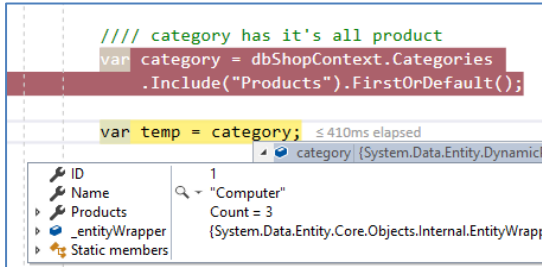 //// category has it's all product
var category = dbShopContext.Categories
.Include("Products").FirstOrDefault();
var temp = category; ≤410ms elapsed
category {System.Data.Entity.Dynamic
ID 1
Name "Computer"
Products Count = 3
_entityWrapper {System.Data.Entity.Core.Objects.Internal.EntityWrapp
Static members